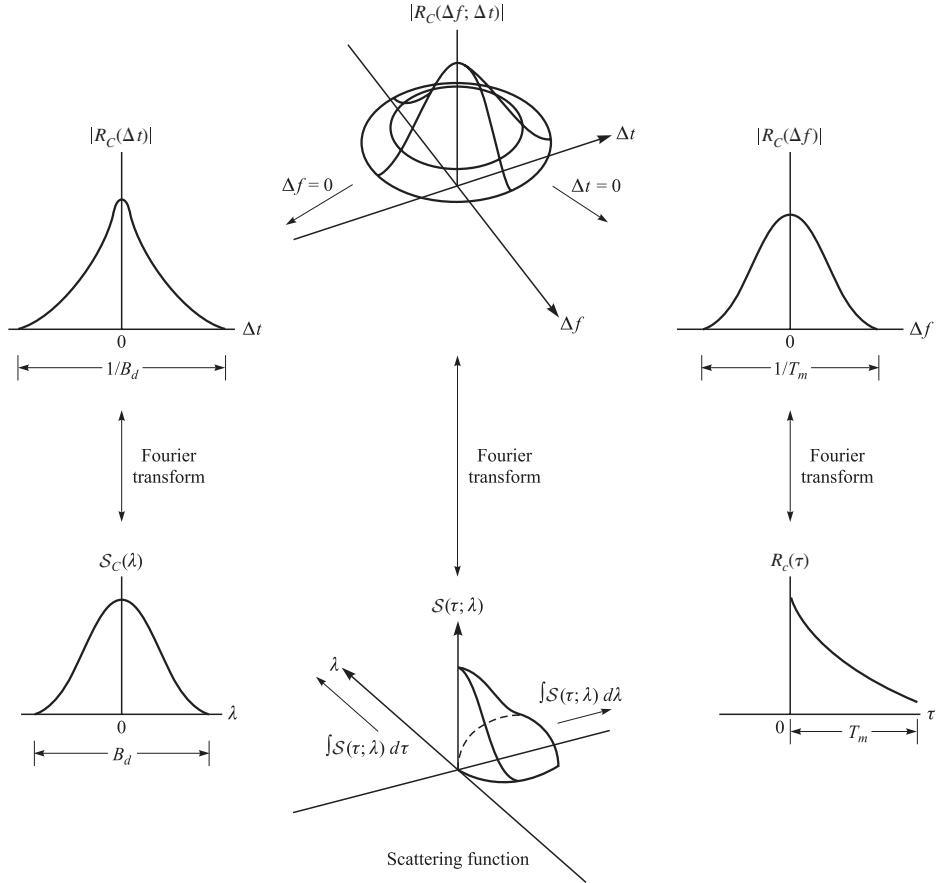 |R_C(Δf; Δt)|
|R_C(Δt)|
Δt
|R_C(Δf)|
Δf = 0
Δt = 0
Δf
Δt
0
1/B_d
0
Δf
1/T_m
Fourier
transform
Fourier
transform
Fourier
transform
𝒮_C(λ)
R_c(τ)
𝒮(τ; λ)
λ
∫𝒮(τ; λ) dλ
∫𝒮(τ; λ) dτ
0
λ
B_d
0
τ
T_m
Scattering function